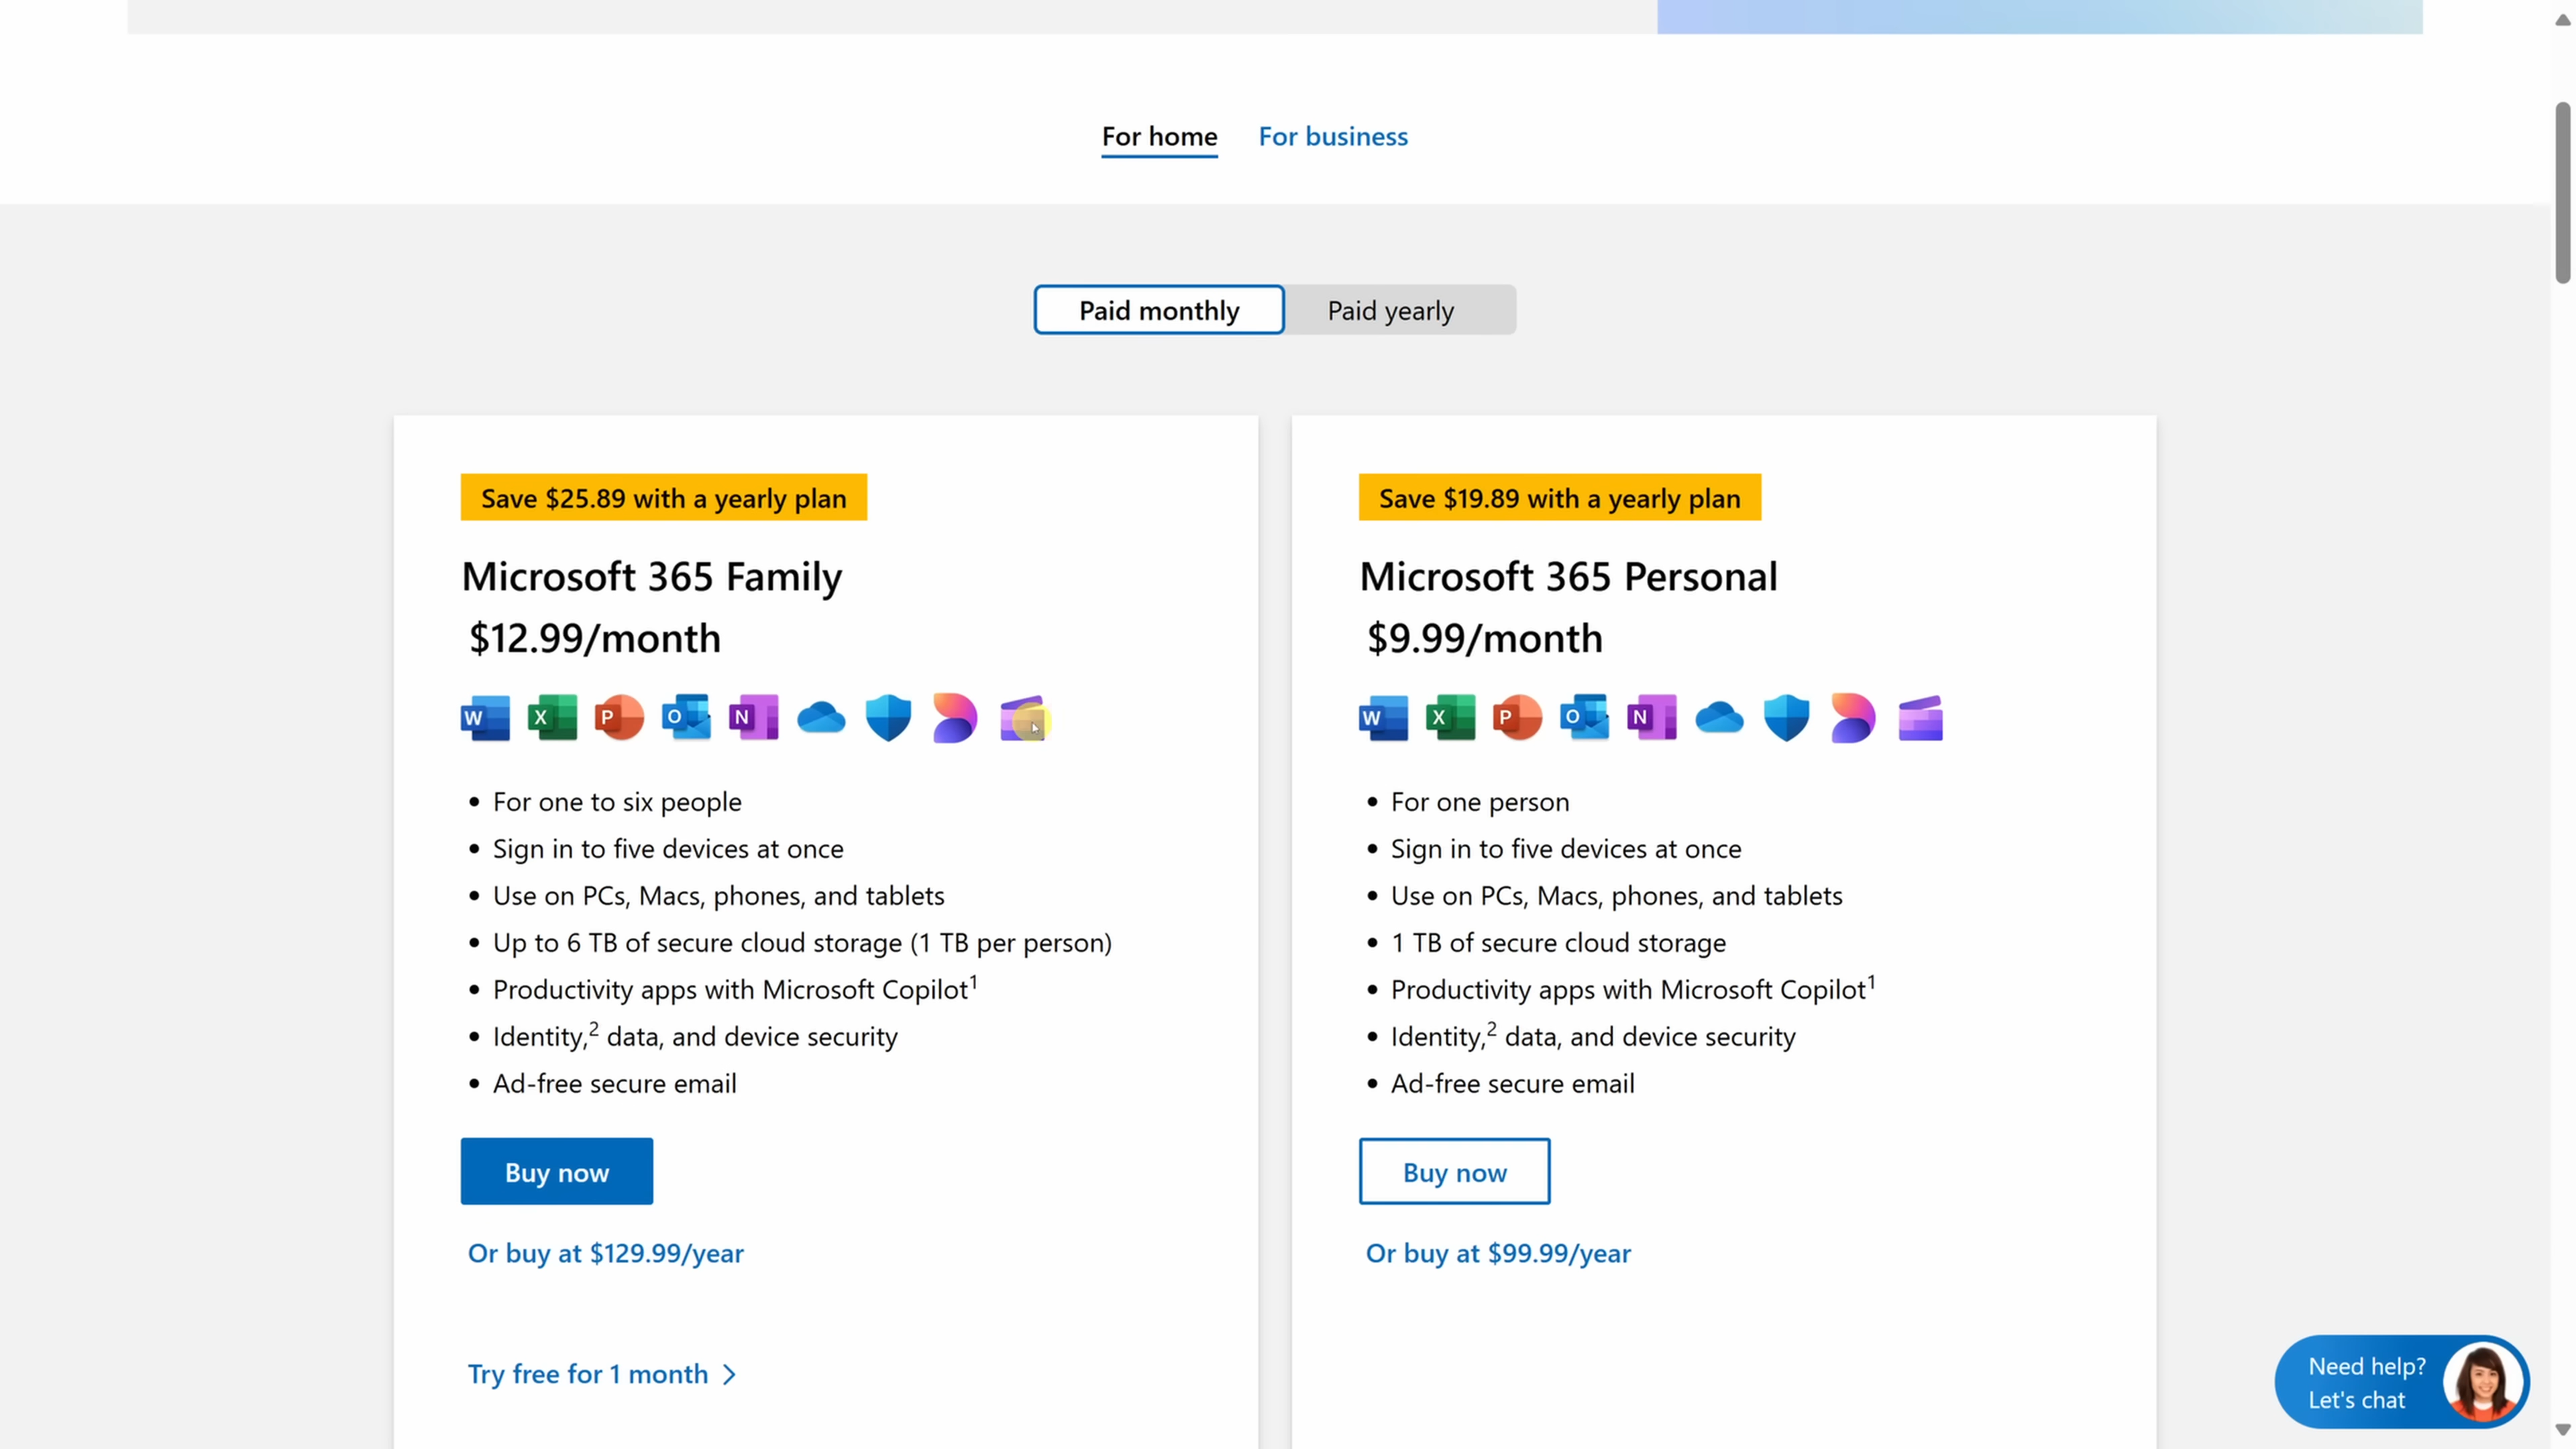 For home For business
Paid monthly Paid yearly
Save $25.89 with a yearly plan
Microsoft 365 Family
$12.99/month
W X P O N
• For one to six people
• Sign in to five devices at once
• Use on PCs, Macs, phones, and tablets
• Up to 6 TB of secure cloud storage (1 TB per person)
• Productivity apps with Microsoft Copilot¹
• Identity,² data, and device security
• Ad-free secure email
Buy now
Or buy at $129.99/year
Try free for 1 month
Save $19.89 with a yearly plan
Microsoft 365 Personal
$9.99/month
W X P O N
• For one person
• Sign in to five devices at once
• Use on PCs, Macs, phones, and tablets
• 1 TB of secure cloud storage
• Productivity apps with Microsoft Copilot¹
• Identity,² data, and device security
• Ad-free secure email
Buy now
Or buy at $99.99/year
Need help?
Let's chat